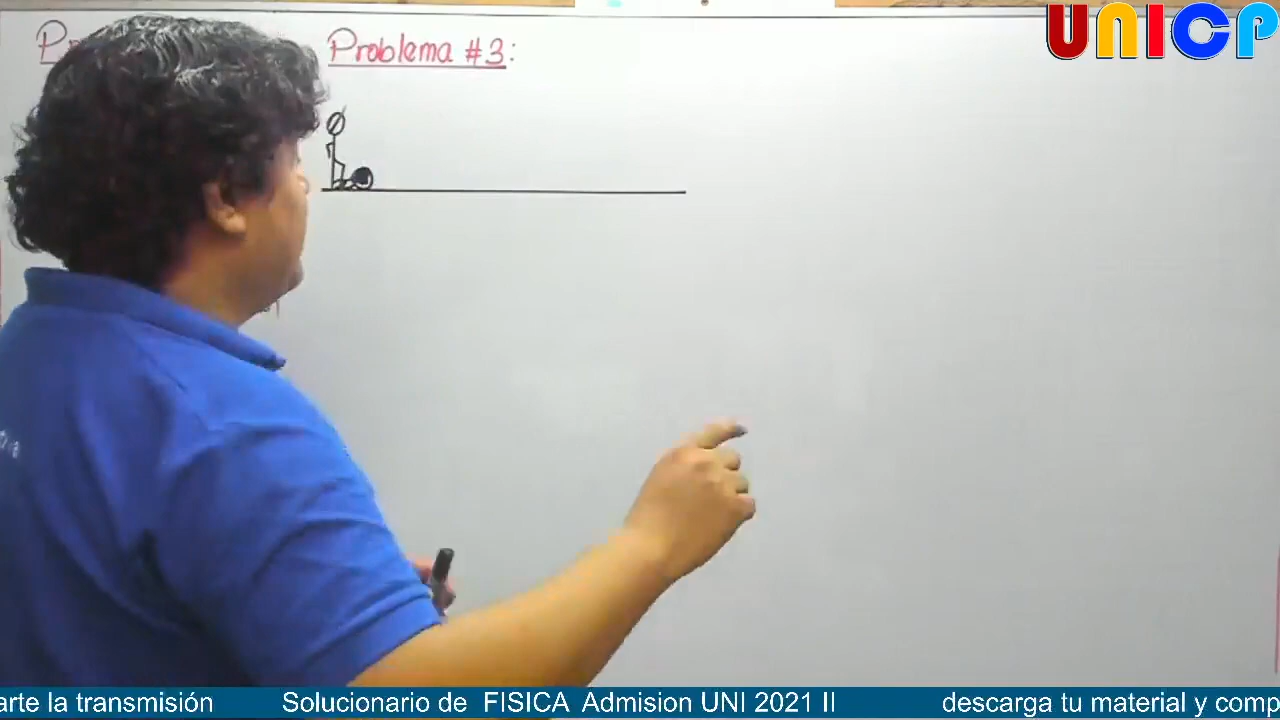 UNICP
Problema #3:
arte la transmisión Solucionario de FISICA Admision UNI 2021 II descarga tu material y comp